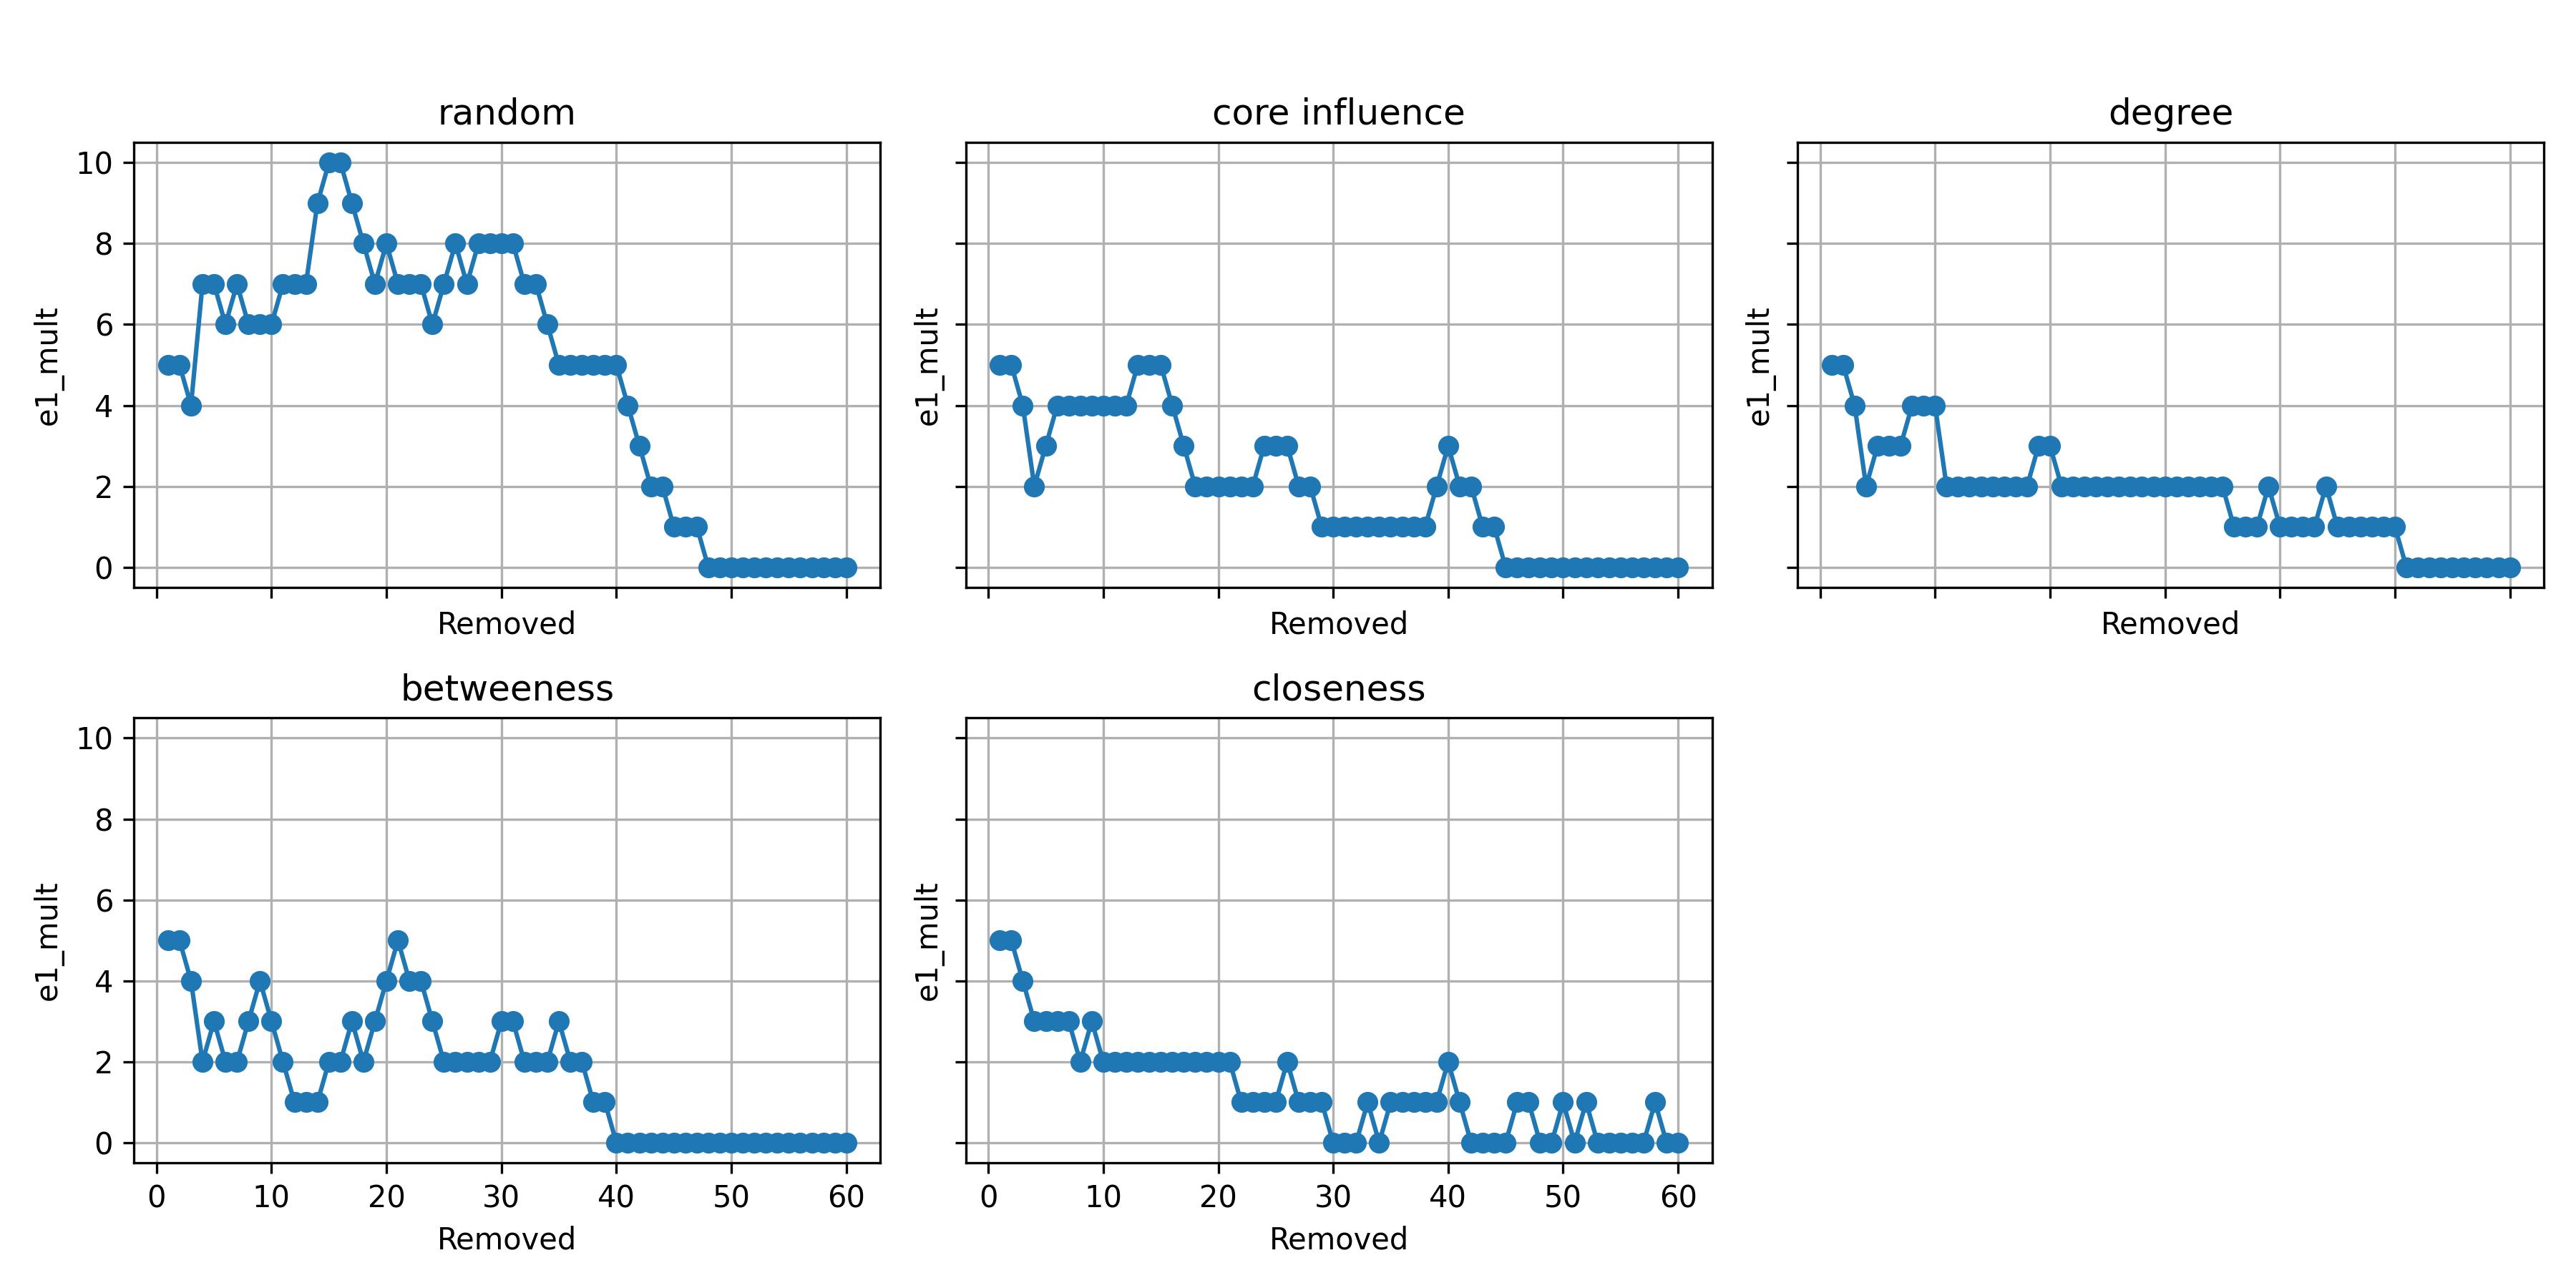 random
core influence
degree
10
8
6
4
2
0
e1_mult
e1_mult
e1_mult
Removed
Removed
Removed
betweeness
closeness
10
8
6
4
2
0
e1_mult
e1_mult
0 10 20 30 40 50 60
0 10 20 30 40 50 60
Removed
Removed